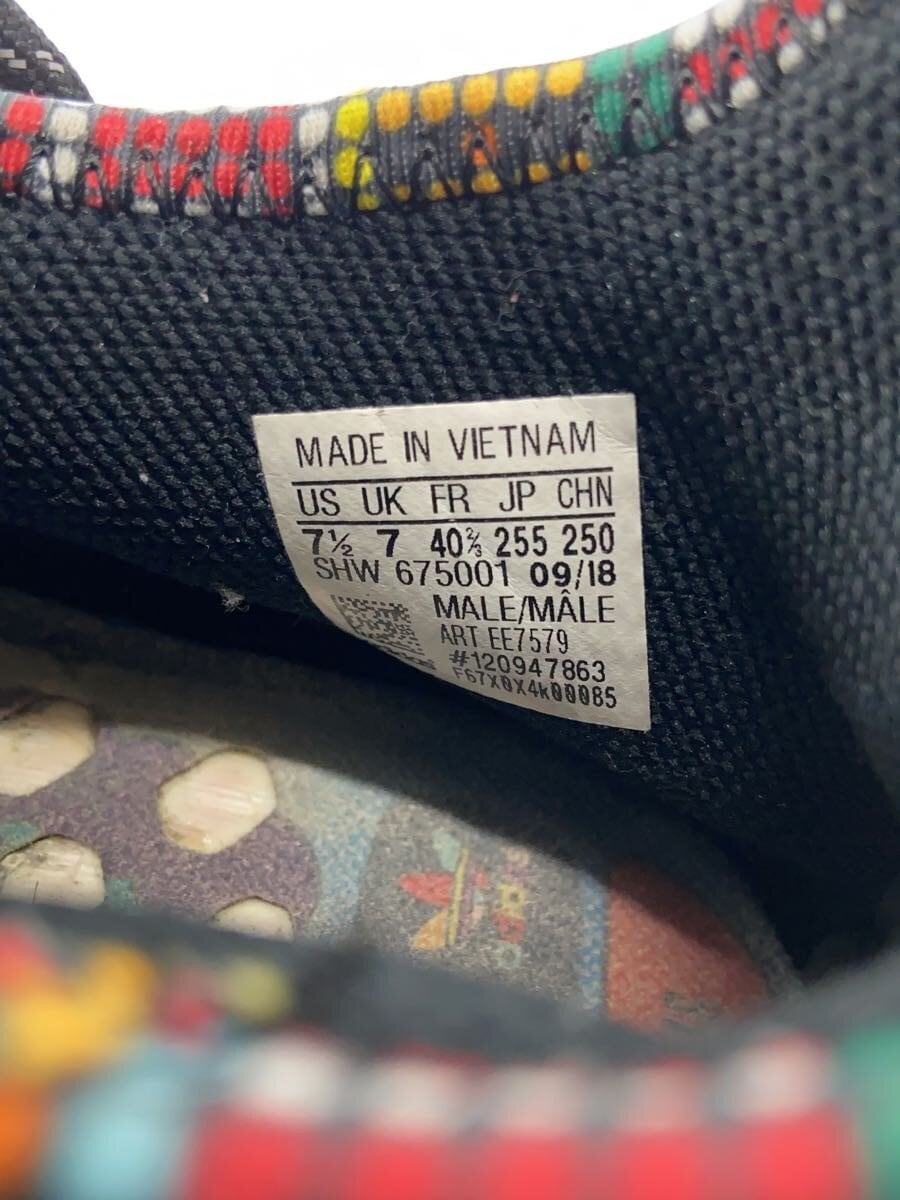 MADE IN VIETNAM
US UK FR JP CHN
7½ 7 40⅔ 255 250
SHW 675001 09/18
MALE/MÂLE
ART EE7579
#120947863
F67X0X4k00085